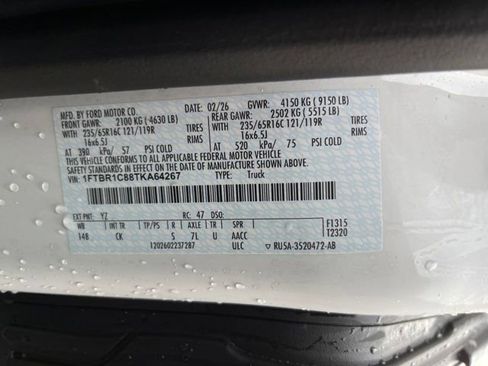 MFD. BY FORD MOTOR CO. 02/26 GVWR: 4150 KG ( 9150 LB)
FRONT GAWR: 2100 KG ( 4630 LB) REAR GAWR: 2502 KG ( 5515 LB)
WITH 235/65R16C 121/119R TIRES WITH 235/65R16C 121/119R TIRES
16x6.5J RIMS 16x6.5J RIMS
AT 390 kPa/ 57 PSI COLD AT 520 kPa/ 75 PSI COLD
THIS VEHICLE CONFORMS TO ALL APPLICABLE FEDERAL MOTOR VEHICLE
SAFETY STANDARDS IN EFFECT ON THE DATE OF MANUFACTURE SHOWN ABOVE.
VIN: 1FTBR1C88TKA64267 TYPE: Truck
EXT PNT: YZ RC: 47 DSO:
WB INT TR TP/PS R AXLE TR SPR F1315
148 CK S 7L U AACC T2320
1202602237287 ULC RU5A-3520472-AB